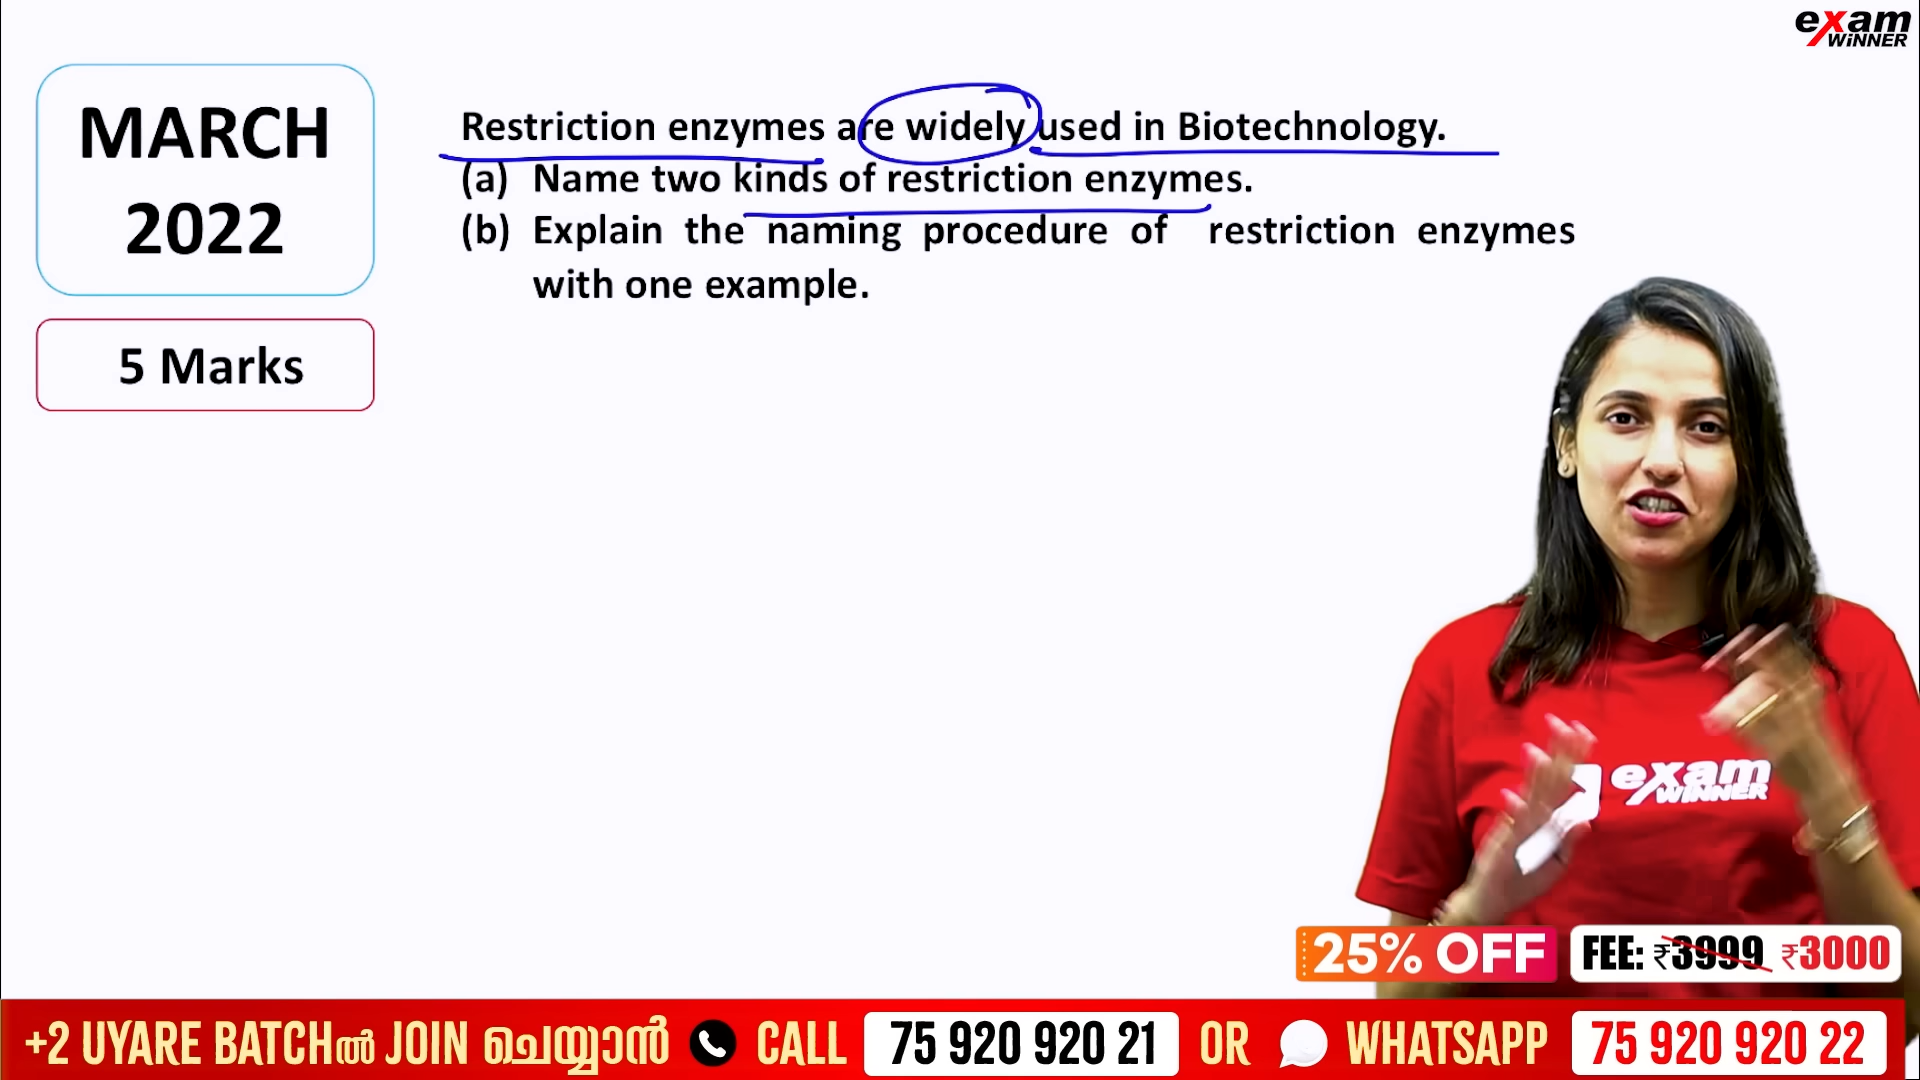 exam
WiNNER
MARCH
2022
5 Marks
Restriction enzymes are widely used in Biotechnology.
(a) Name two kinds of restriction enzymes.
(b) Explain the naming procedure of restriction enzymes
with one example.
exam
WiNNER
25% OFF
FEE: ₹3999 ₹3000
+2 UYARE BATCHൽ JOIN ചെയ്യാൻ CALL 75 920 920 21 OR WHATSAPP 75 920 920 22